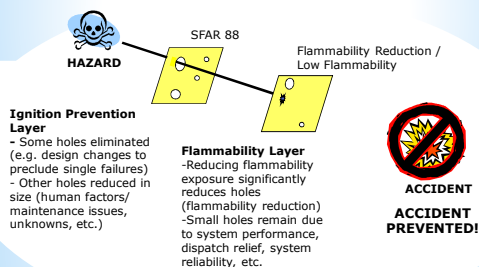 SFAR 88
HAZARD
Flammability Reduction /
Low Flammability
Ignition Prevention
Layer
- Some holes eliminated
(e.g. design changes to
preclude single failures)
- Other holes reduced in
size (human factors/
maintenance issues,
unknowns, etc.)
Flammability Layer
-Reducing flammability
exposure significantly
reduces holes
(flammability reduction)
-Small holes remain due
to system performance,
dispatch relief, system
reliability, etc.
ACCIDENT
ACCIDENT
PREVENTED!